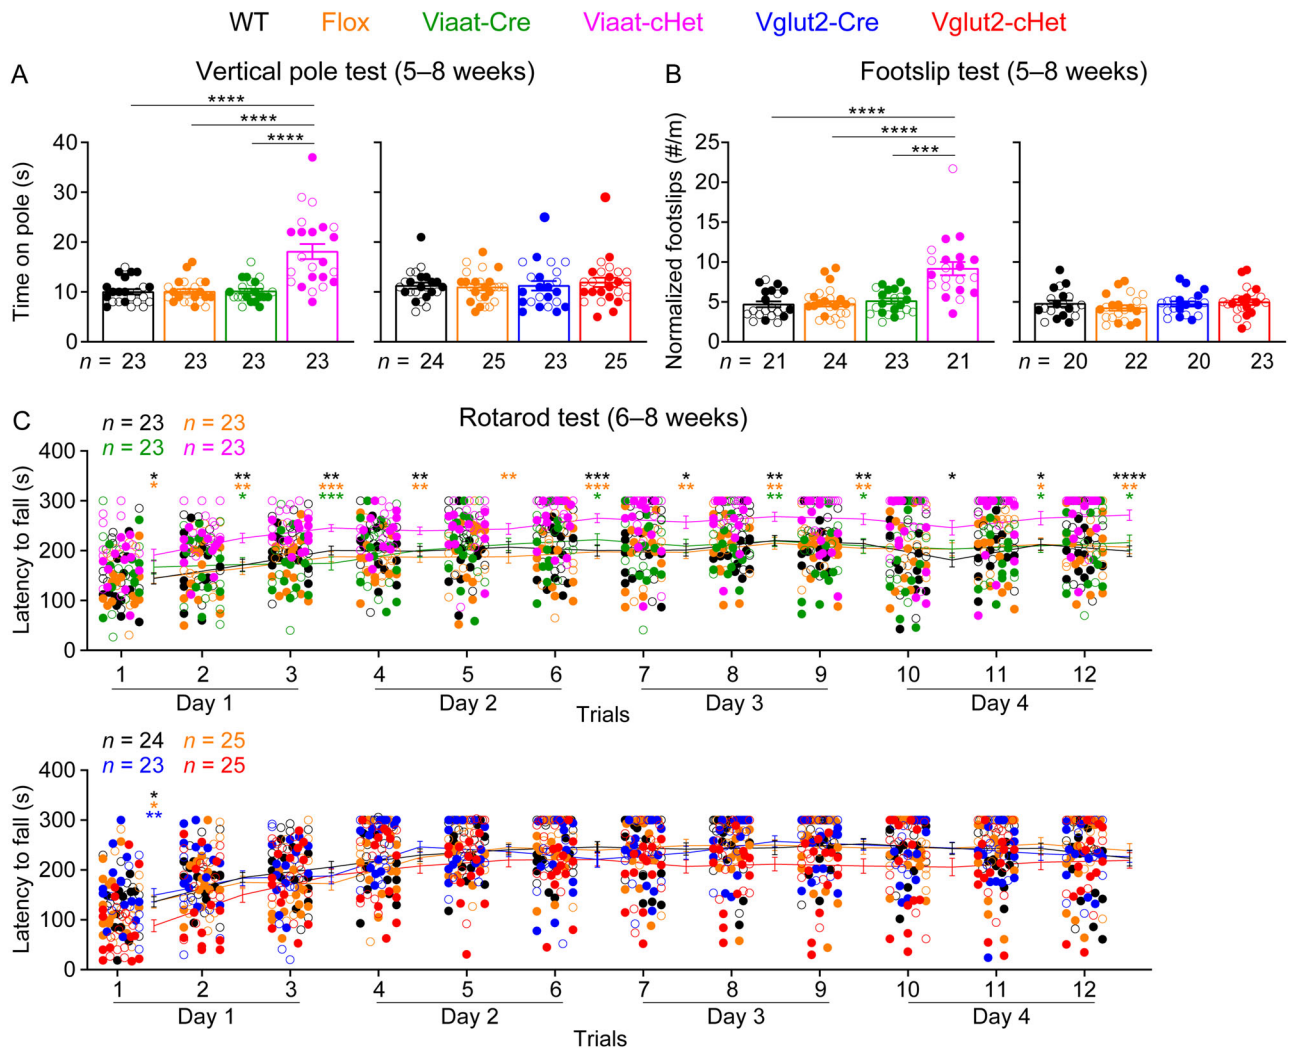 WT Flox Viaat-Cre Viaat-cHet Vglut2-Cre Vglut2-cHet
A Vertical pole test (5–8 weeks)
**** 
****
****
Time on pole (s)
40
30
20
10
0
n = 23 23 23 23
n = 24 25 23 25
B Footslip test (5–8 weeks)
****
****
***
Normalized footslips (#/m)
25
20
15
10
5
0
n = 21 24 23 21
n = 20 22 20 23
C Rotarod test (6–8 weeks)
n = 23 n = 23
n = 23 n = 23
Latency to fall (s)
400
300
200
100
0
* ** ** ** *** * ** ** * * ****
* ** *** ** ** ** ** ** ** * **
* *** * ** * * *
1 2 3 4 5 6 7 8 9 10 11 12
Day 1 Day 2 Day 3 Day 4
Trials
n = 24 n = 25
n = 23 n = 25
Latency to fall (s)
400
300
200
100
0
*
*
**
1 2 3 4 5 6 7 8 9 10 11 12
Day 1 Day 2 Day 3 Day 4
Trials